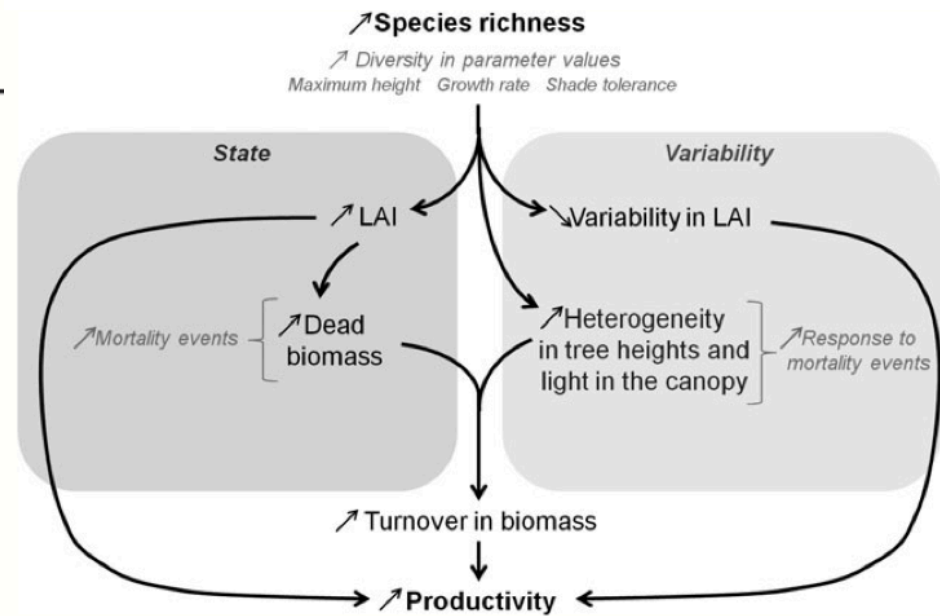 ↗Species richness
↗ Diversity in parameter values
Maximum height Growth rate Shade tolerance
State
Variability
↗ LAI
↘Variability in LAI
↗Mortality events
↗Dead
biomass
↗Heterogeneity
in tree heights and
light in the canopy
↗Response to
mortality events
↗ Turnover in biomass
↗ Productivity